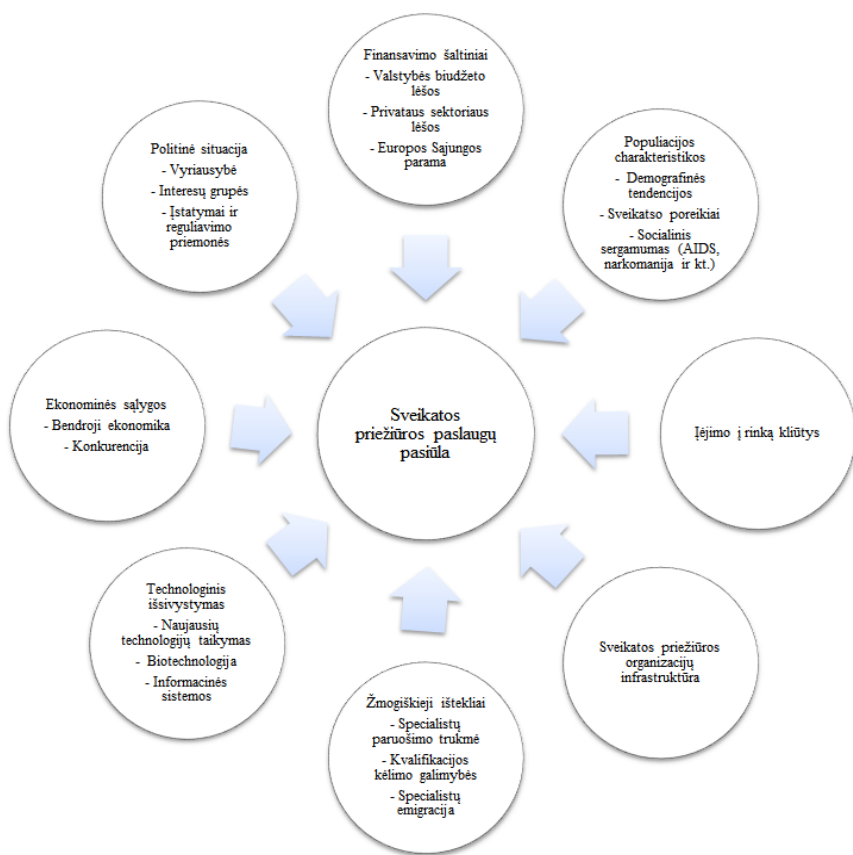 Finansavimo šaltiniai
- Valstybės biudžeto
lėšos
- Privataus sektoriaus
lėšos
- Europos Sąjungos
parama
Populiacijos
charakteristikos
- Demografinės
tendencijos
- Sveikatso poreikiai
- Socialinis
sergamumas (AIDS,
narkomanija ir kt.)
Įėjimo į rinką kliūtys
Sveikatos priežiūros
organizacijų
infrastruktūra
Žmogiškieji ištekliai
- Specialistų
paruošimo trukmė
- Kvalifikacijos
kėlimo galimybės
- Specialistų
emigracija
Technologinis
išsivystymas
- Naujausių
technologijų taikymas
- Biotechnologija
- Informacinės
sistemos
Ekonominės sąlygos
- Bendroji ekonomika
- Konkurencija
Politinė situacija
- Vyriausybė
- Interesų grupės
- Įstatymai ir
reguliavimo
priemonės
Sveikatos
priežiūros paslaugų
pasiūla